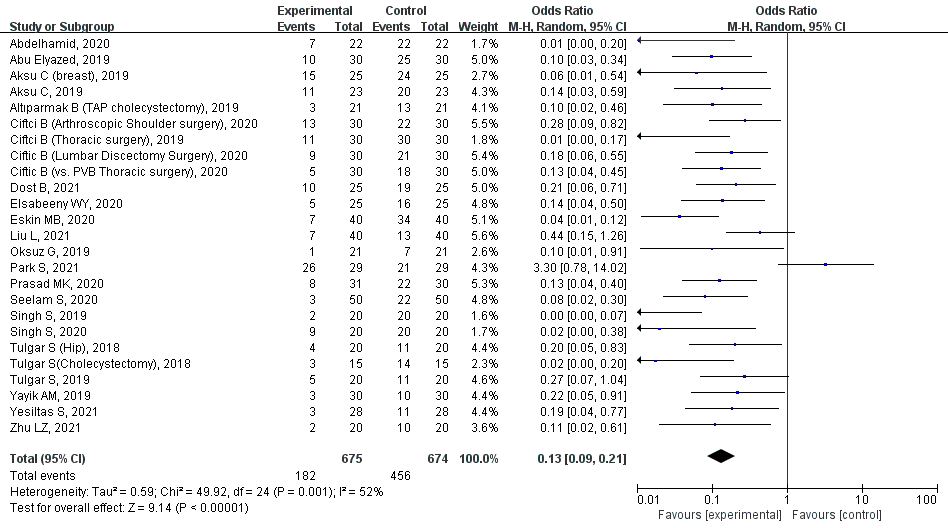 Experimental Control Odds Ratio Odds Ratio
Study or Subgroup Events Total Events Total Weight M-H, Random, 95% CI M-H, Random, 95% CI
Abdelhamid, 2020 7 22 22 22 1.7% 0.01 [0.00, 0.20]
Abu Elyazed, 2019 10 30 25 30 5.0% 0.10 [0.03, 0.34]
Aksu C (breast), 2019 15 25 24 25 2.7% 0.06 [0.01, 0.54]
Aksu C, 2019 11 23 20 23 4.2% 0.14 [0.03, 0.59]
Altıparmak B (TAP cholecystectomy), 2019 3 21 13 21 4.1% 0.10 [0.02, 0.46]
Ciftci B (Arthroscopic Shoulder surgery), 2020 13 30 22 30 5.5% 0.28 [0.09, 0.82]
Ciftci B (Thoracic surgery), 2019 11 30 30 30 1.8% 0.01 [0.00, 0.17]
Ciftic B (Lumbar Discectomy Surgery), 2020 9 30 21 30 5.4% 0.18 [0.06, 0.55]
Ciftic B (vs. PVB Thoracic surgery), 2020 5 30 18 30 5.1% 0.13 [0.04, 0.45]
Dost B, 2021 10 25 19 25 5.0% 0.21 [0.06, 0.71]
Elsabeeny WY, 2020 5 25 16 25 4.8% 0.14 [0.04, 0.50]
Eskin MB, 2020 7 40 34 40 5.1% 0.04 [0.01, 0.12]
Liu L, 2021 7 40 13 40 5.6% 0.44 [0.15, 1.26]
Oksuz G, 2019 1 21 7 21 2.6% 0.10 [0.01, 0.91]
Park S, 2021 26 29 21 29 4.3% 3.30 [0.78, 14.02]
Prasad MK, 2020 8 31 22 30 5.3% 0.13 [0.04, 0.40]
Seelam S, 2020 3 50 22 50 4.8% 0.08 [0.02, 0.30]
Singh S, 2019 2 20 20 20 1.6% 0.00 [0.00, 0.07]
Singh S, 2020 9 20 20 20 1.7% 0.02 [0.00, 0.38]
Tulgar S (Hip), 2018 4 20 11 20 4.4% 0.20 [0.05, 0.83]
Tulgar S(Cholecystectomy), 2018 3 15 14 15 2.3% 0.02 [0.00, 0.20]
Tulgar S, 2019 5 20 11 20 4.6% 0.27 [0.07, 1.04]
Yayik AM, 2019 3 30 10 30 4.4% 0.22 [0.05, 0.91]
Yesiltas S, 2021 3 28 11 28 4.4% 0.19 [0.04, 0.77]
Zhu LZ, 2021 2 20 10 20 3.6% 0.11 [0.02, 0.61]
Total (95% CI) 675 674 100.0% 0.13 [0.09, 0.21]
Total events 182 456
Heterogeneity: Tau² = 0.59; Chi² = 49.92, df = 24 (P = 0.001); I² = 52%
Test for overall effect: Z = 9.14 (P < 0.00001)
0.01 0.1 1 10 100
Favours [experimental] Favours [control]